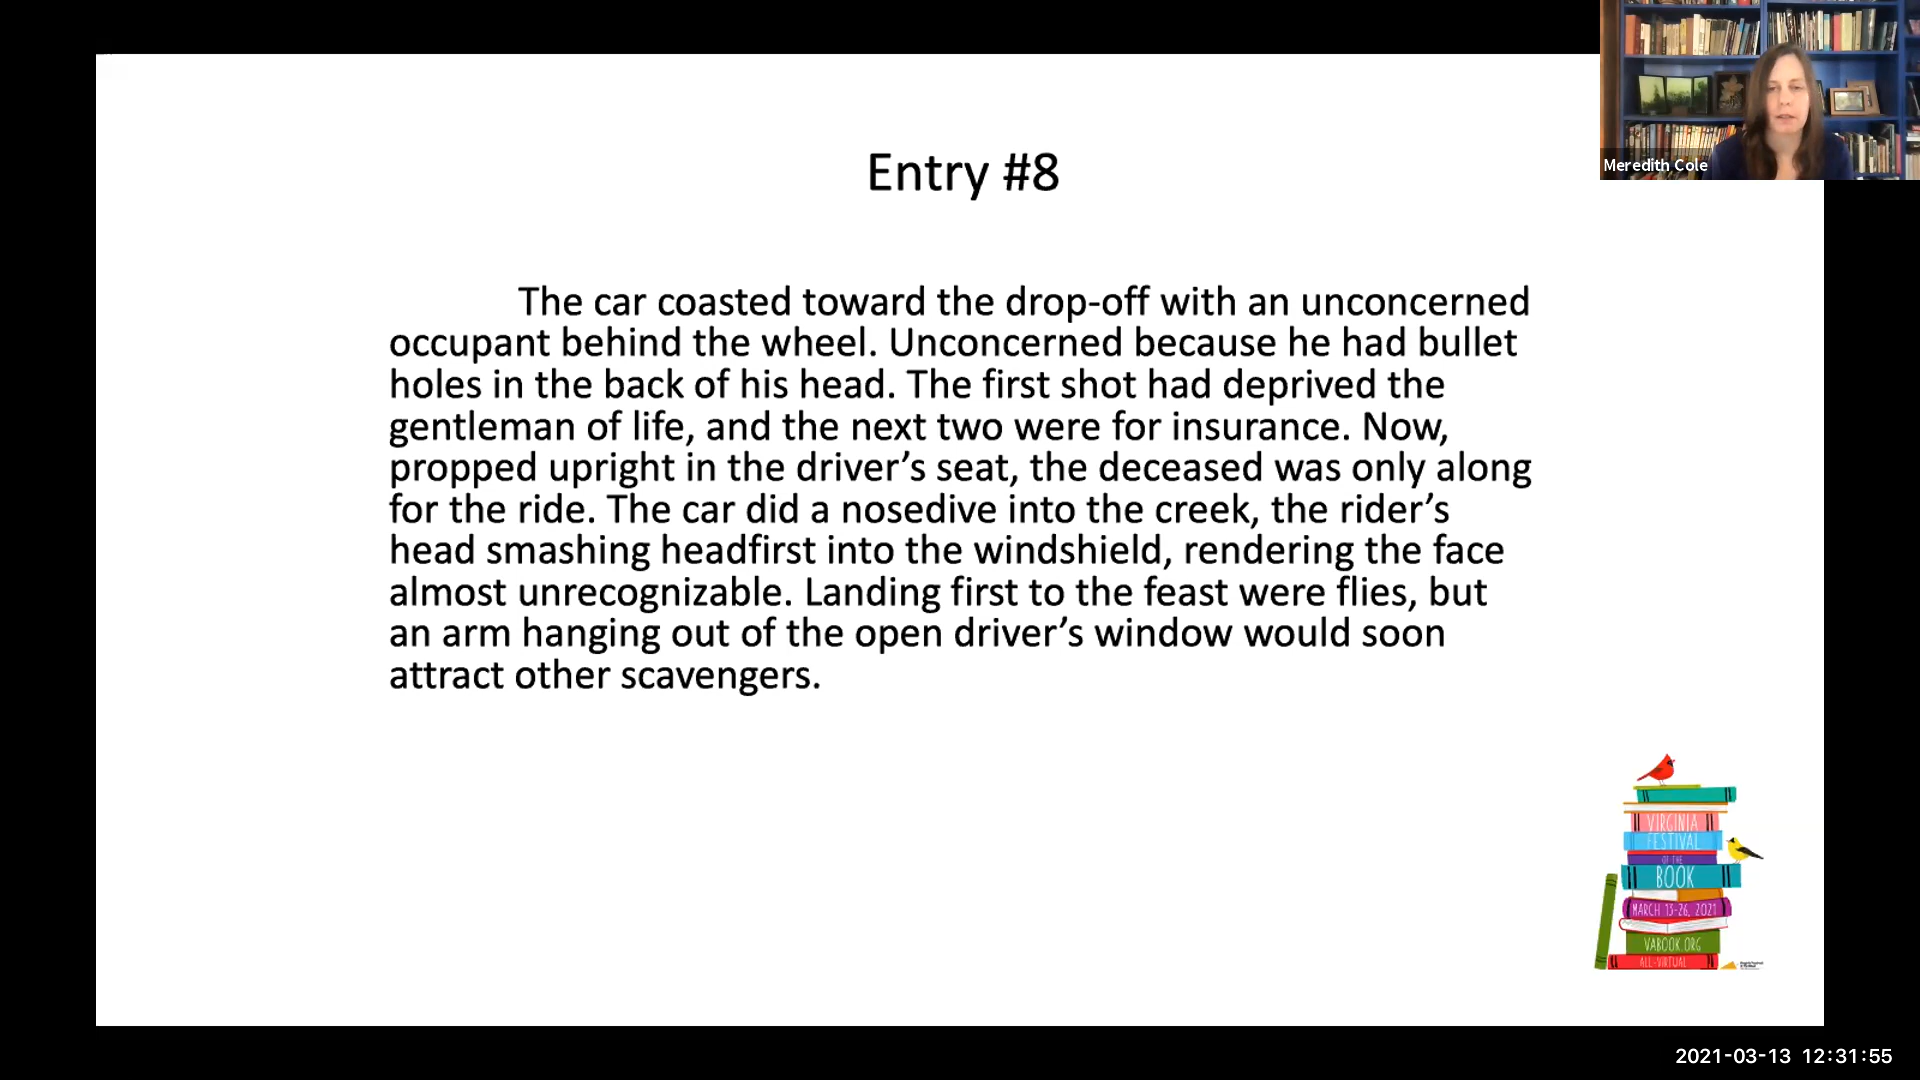 Meredith Cole
Entry #8
The car coasted toward the drop-off with an unconcerned
occupant behind the wheel. Unconcerned because he had bullet
holes in the back of his head. The first shot had deprived the
gentleman of life, and the next two were for insurance. Now,
propped upright in the driver’s seat, the deceased was only along
for the ride. The car did a nosedive into the creek, the rider’s
head smashing headfirst into the windshield, rendering the face
almost unrecognizable. Landing first to the feast were flies, but
an arm hanging out of the open driver’s window would soon
attract other scavengers.
VIRGINIA
FESTIVAL
OF THE
BOOK
MARCH 13-26, 2021
VABOOK.ORG
ALL-VIRTUAL
2021-03-13 12:31:55